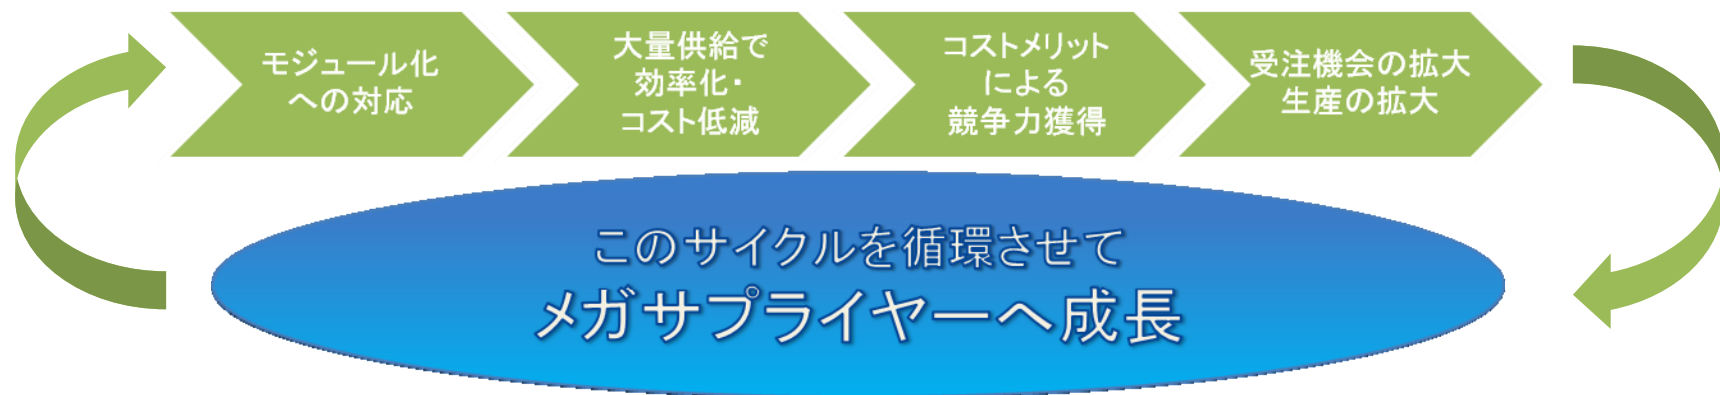 モジュール化
への対応
大量供給で
効率化・
コスト低減
コストメリット
による
競争力獲得
受注機会の拡大
生産の拡大
このサイクルを循環させて
メガサプライヤーへ成長